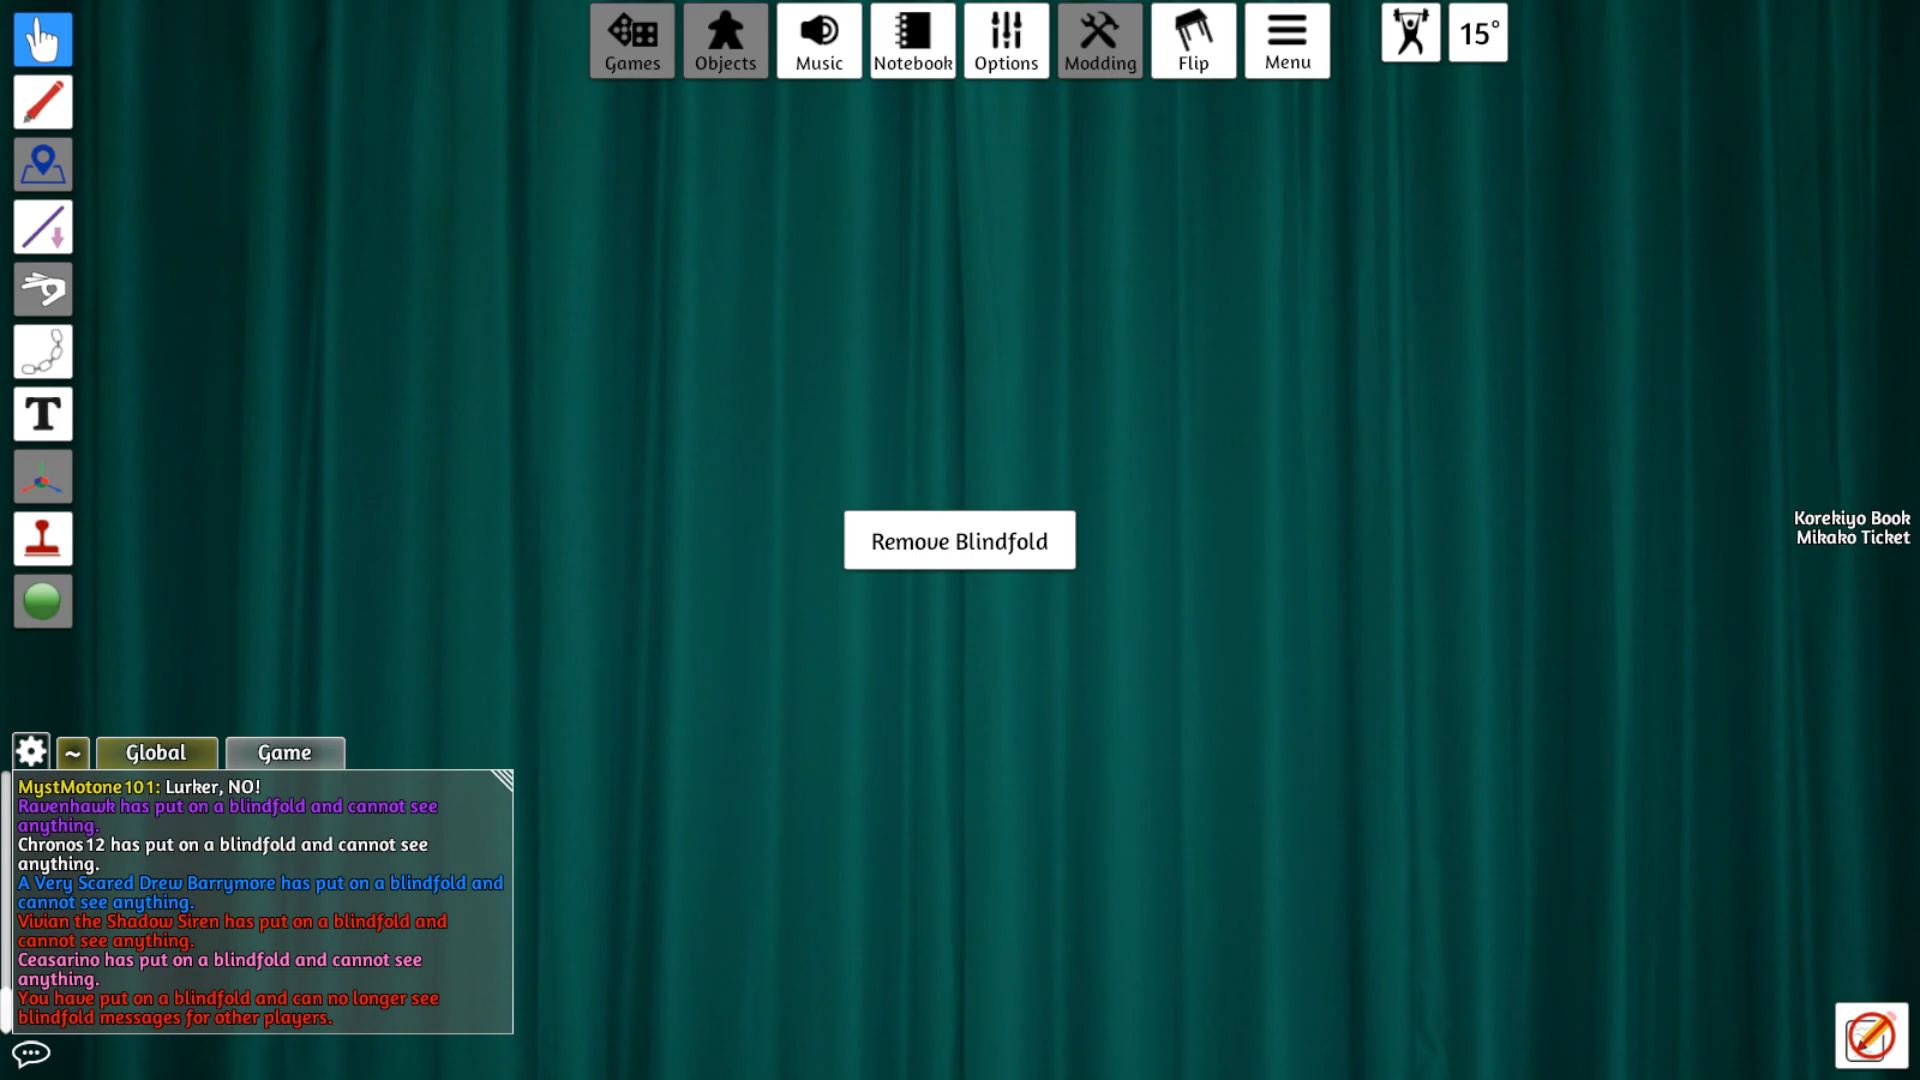 Games
Objects
Music
Notebook
Options
Modding
Flip
Menu
15°
T
Remove Blindfold
Korekiyo Book
Mikako Ticket
~
Global
Game
MystMotone101: Lurker, NO!
Ravenhawk has put on a blindfold and cannot see
anything.
Chronos12 has put on a blindfold and cannot see
anything.
A Very Scared Drew Barrymore has put on a blindfold and
cannot see anything.
Vivian the Shadow Siren has put on a blindfold and
cannot see anything.
Ceasarino has put on a blindfold and cannot see
anything.
You have put on a blindfold and can no longer see
blindfold messages for other players.